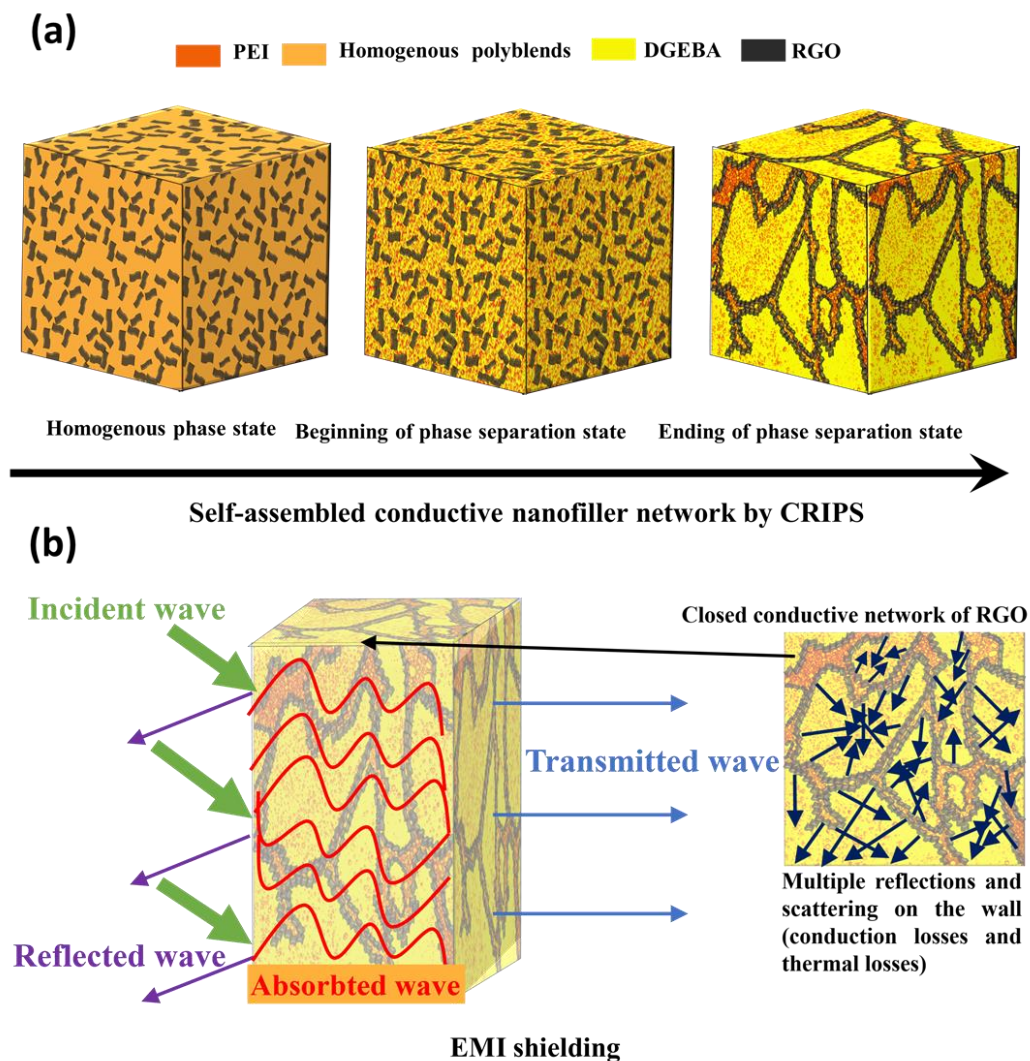 (a)
PEI Homogenous polyblends DGEBA RGO
Homogenous phase state Beginning of phase separation state Ending of phase separation state
Self-assembled conductive nanofiller network by CRIPS
(b)
Incident wave
Closed conductive network of RGO
Transmitted wave
Reflected wave
Absorbted wave
Multiple reflections and
scattering on the wall
(conduction losses and
thermal losses)
EMI shielding